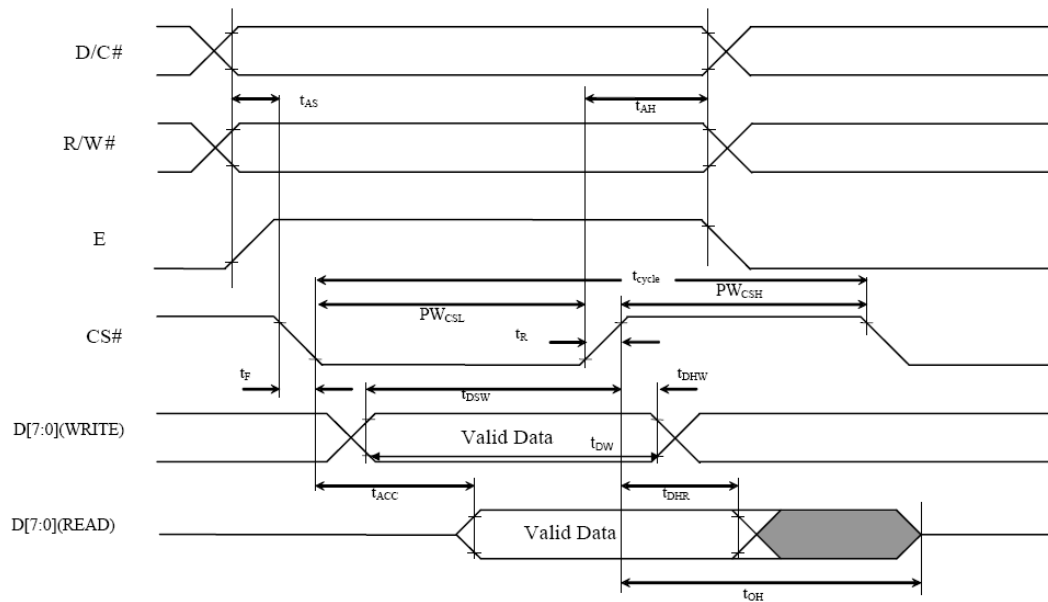 D/C#
tAS
tAH
R/W#
E
tcycle
PWCSL
PWCSH
CS#
tR
tF
tDSW
tDHW
D[7:0](WRITE)
Valid Data
tDW
tACC
tDHR
D[7:0](READ)
Valid Data
tOH